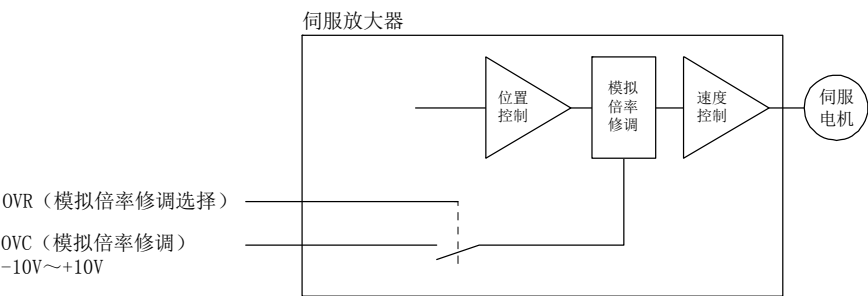 伺服放大器
位置
控制
模拟
倍率
修调
速度
控制
伺服
电机
OVR（模拟倍率修调选择）
OVC（模拟倍率修调）
-10V～+10V